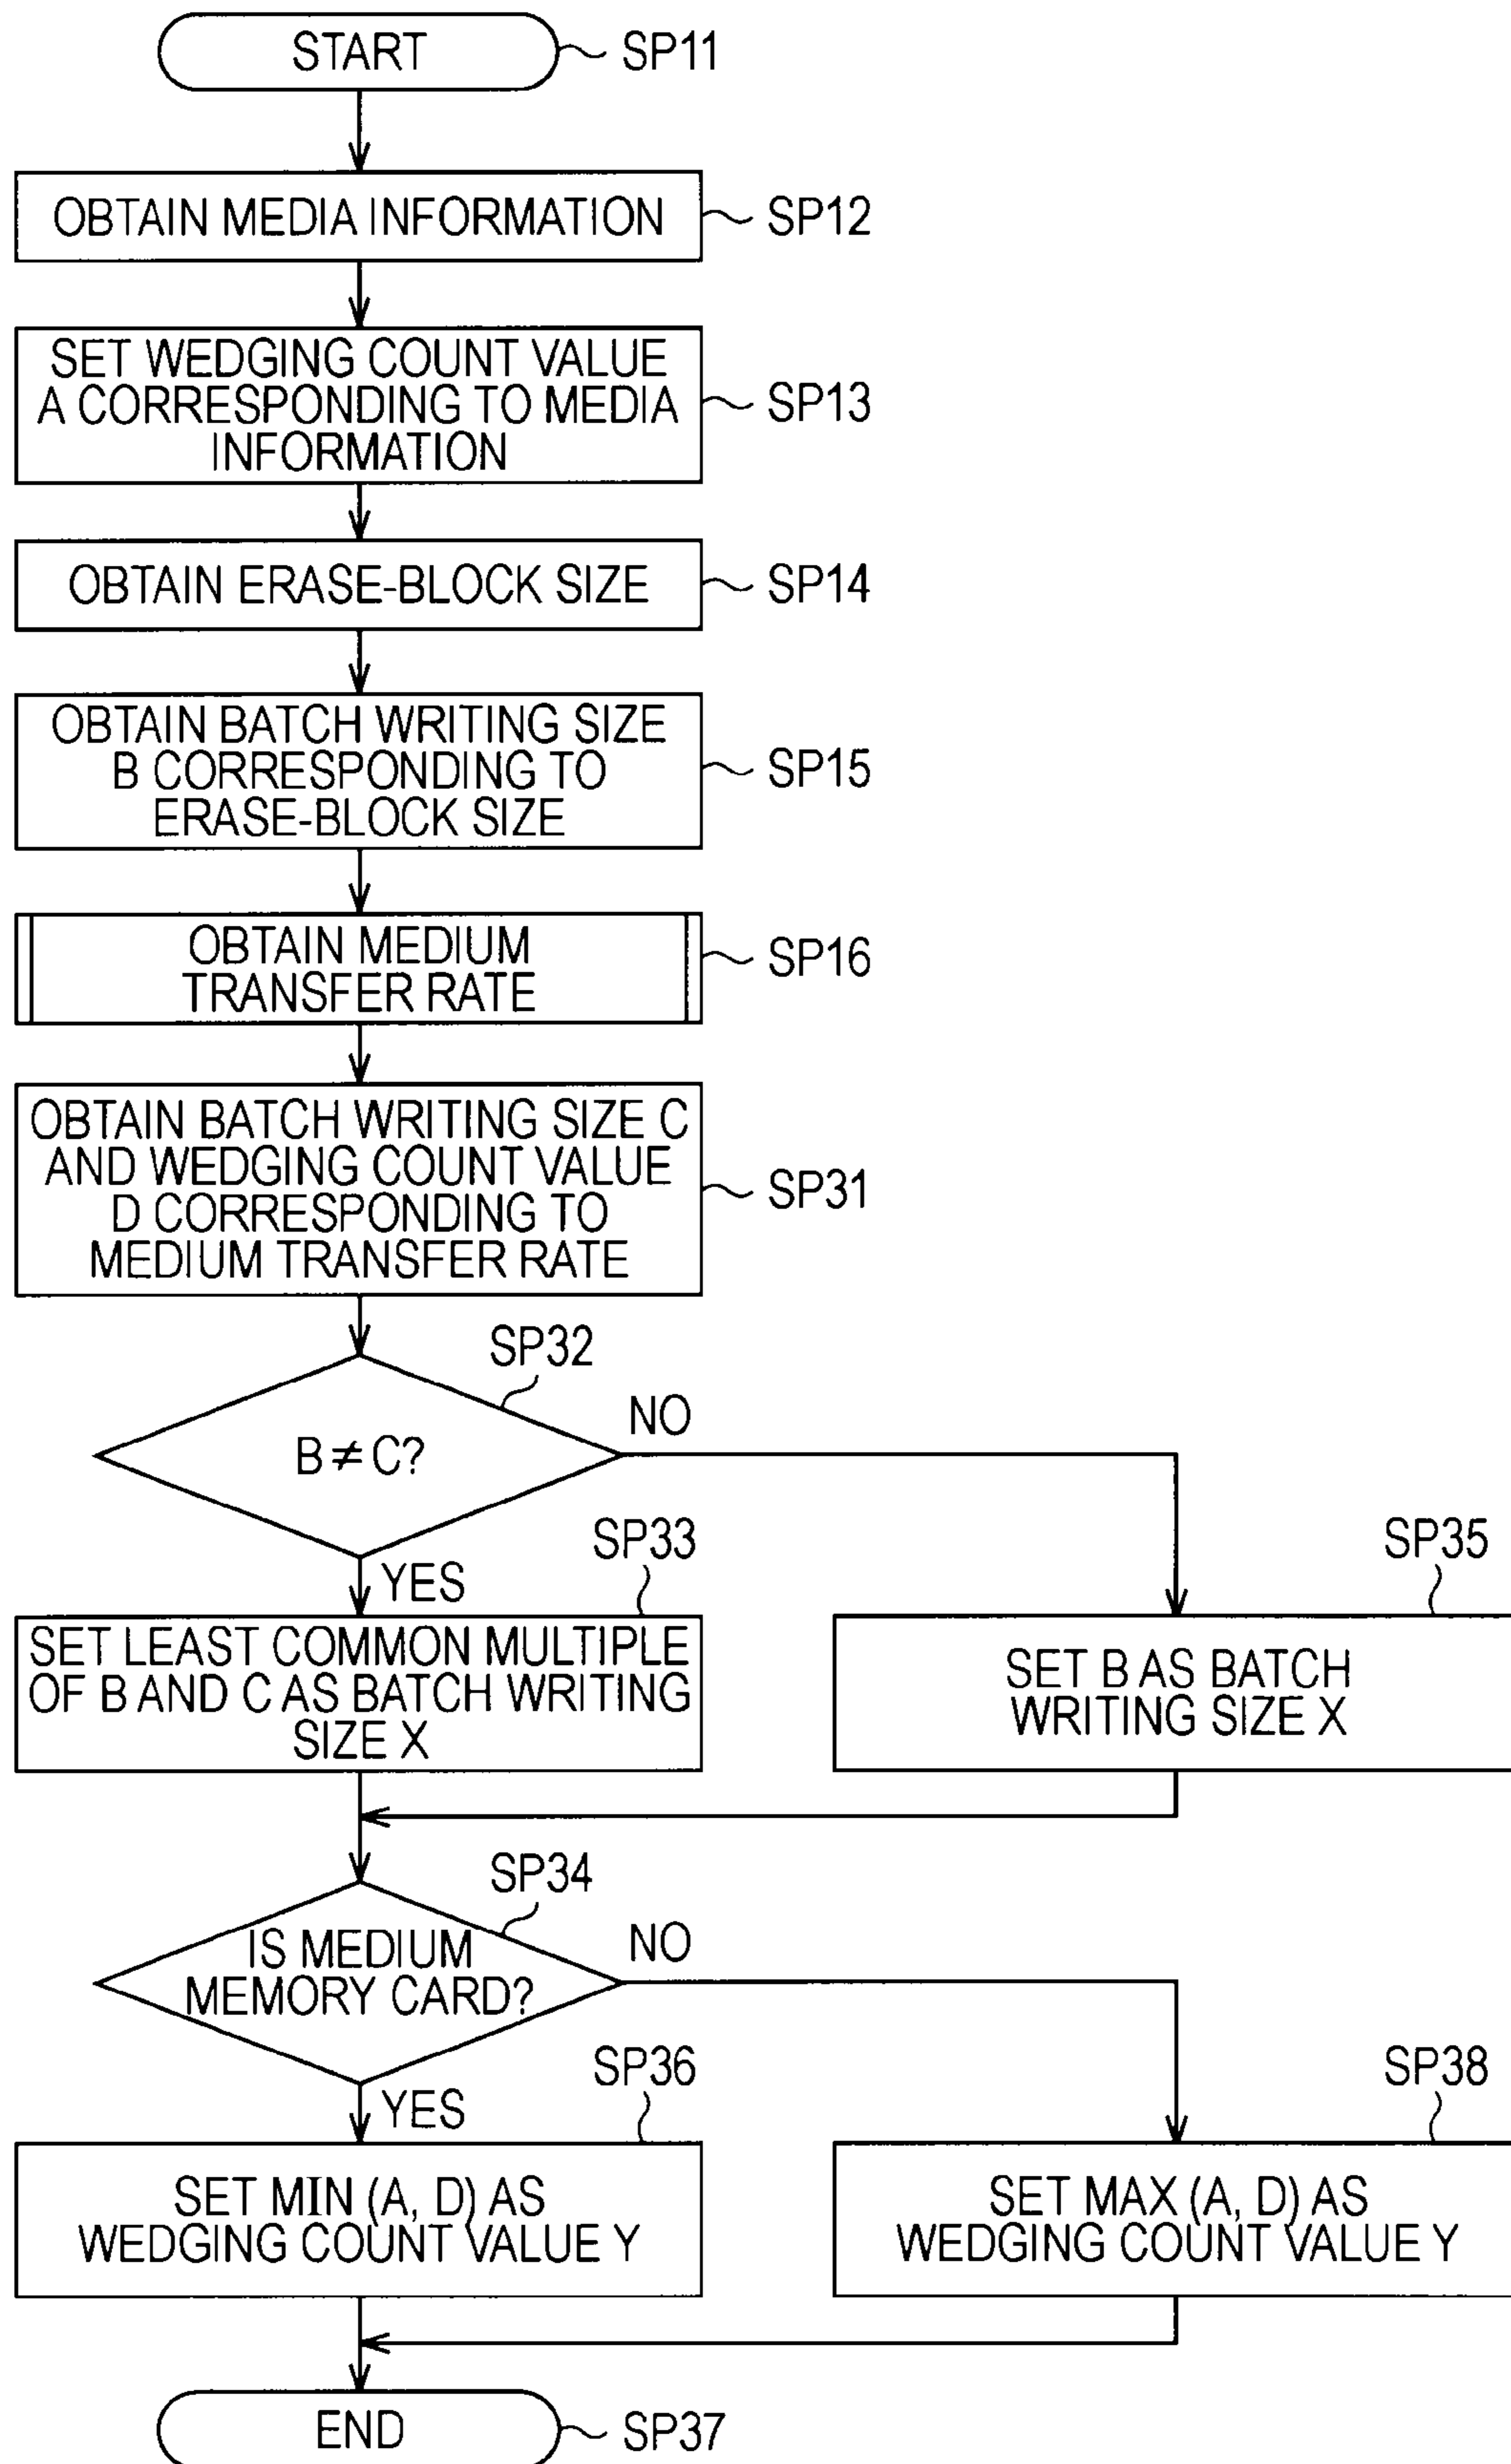 START
SP11
OBTAIN MEDIA INFORMATION
SP12
SET WEDGING COUNT VALUE
A CORRESPONDING TO MEDIA
INFORMATION
SP13
OBTAIN ERASE-BLOCK SIZE
SP14
OBTAIN BATCH WRITING SIZE
B CORRESPONDING TO
ERASE-BLOCK SIZE
SP15
OBTAIN MEDIUM
TRANSFER RATE
SP16
OBTAIN BATCH WRITING SIZE C
AND WEDGING COUNT VALUE
D CORRESPONDING TO
MEDIUM TRANSFER RATE
SP31
SP32
B ≠ C?
NO
YES
SP33
SET LEAST COMMON MULTIPLE
OF B AND C AS BATCH WRITING
SIZE X
SP35
SET B AS BATCH
WRITING SIZE X
SP34
IS MEDIUM
MEMORY CARD?
NO
YES
SP36
SET MIN (A, D) AS
WEDGING COUNT VALUE Y
SP38
SET MAX (A, D) AS
WEDGING COUNT VALUE Y
END
SP37